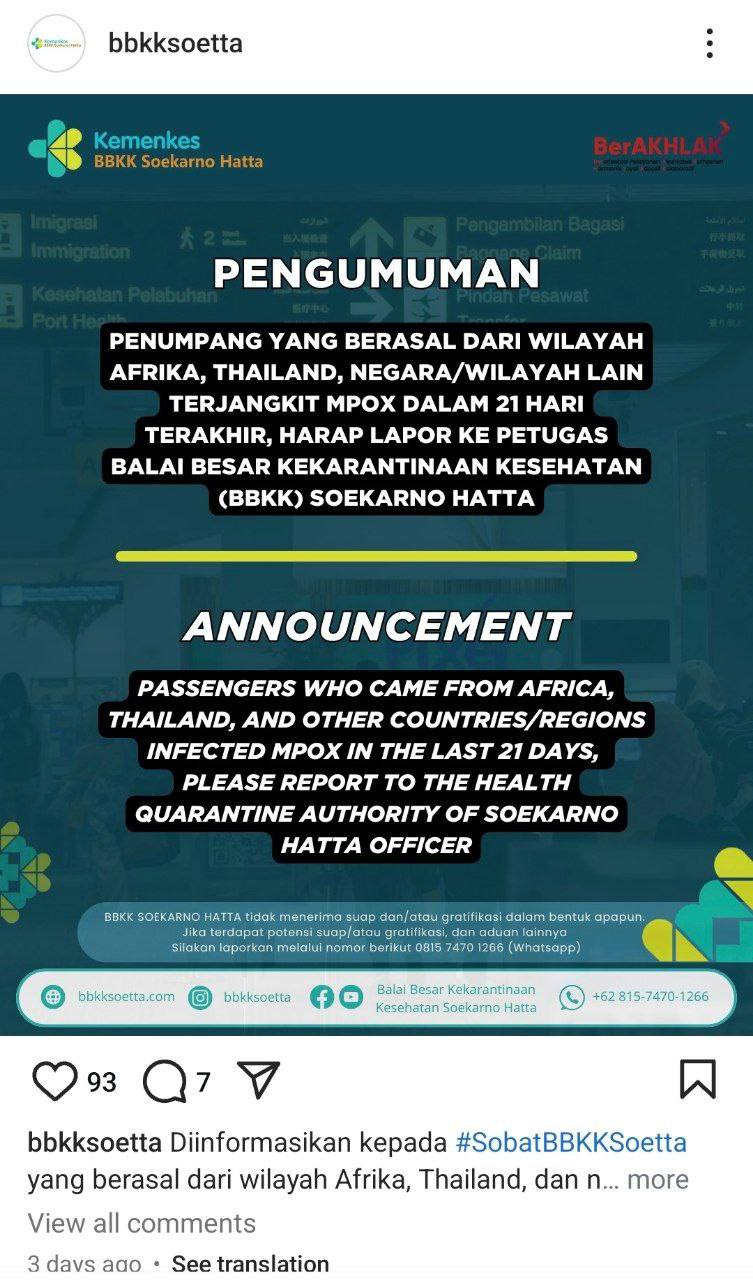 bbkksoetta
Kemenkes
BBKK Soekarno Hatta
BerAKHLAK
Imigrasi
Immigration
2
Pengambilan Bagasi
Baggage Claim
Kesehatan Pelabuhan
Port Health
Pindah Pesawat
Transfer
PENGUMUMAN
PENUMPANG YANG BERASAL DARI WILAYAH
AFRIKA, THAILAND, NEGARA/WILAYAH LAIN
TERJANGKIT MPOX DALAM 21 HARI
TERAKHIR, HARAP LAPOR KE PETUGAS
BALAI BESAR KEKARANTINAAN KESEHATAN
(BBKK) SOEKARNO HATTA
ANNOUNCEMENT
PASSENGERS WHO CAME FROM AFRICA,
THAILAND, AND OTHER COUNTRIES/REGIONS
INFECTED MPOX IN THE LAST 21 DAYS,
PLEASE REPORT TO THE HEALTH
QUARANTINE AUTHORITY OF SOEKARNO
HATTA OFFICER
BBKK SOEKARNO HATTA tidak menerima suap dan/atau gratifikasi dalam bentuk apapun.
Jika terdapat potensi suap/atau gratifikasi, dan aduan lainnya
Silakan laporkan melalui nomor berikut 0815 7470 1266 (Whatsapp)
bbkksoetta.com
bbkksoetta
Balai Besar Kekarantinaan
Kesehatan Soekarno Hatta
+62 815-7470-1266
93
7
bbkksoetta Diinformasikan kepada #SobatBBKKSoetta
yang berasal dari wilayah Afrika, Thailand, dan n... more
View all comments
3 days ago • See translation